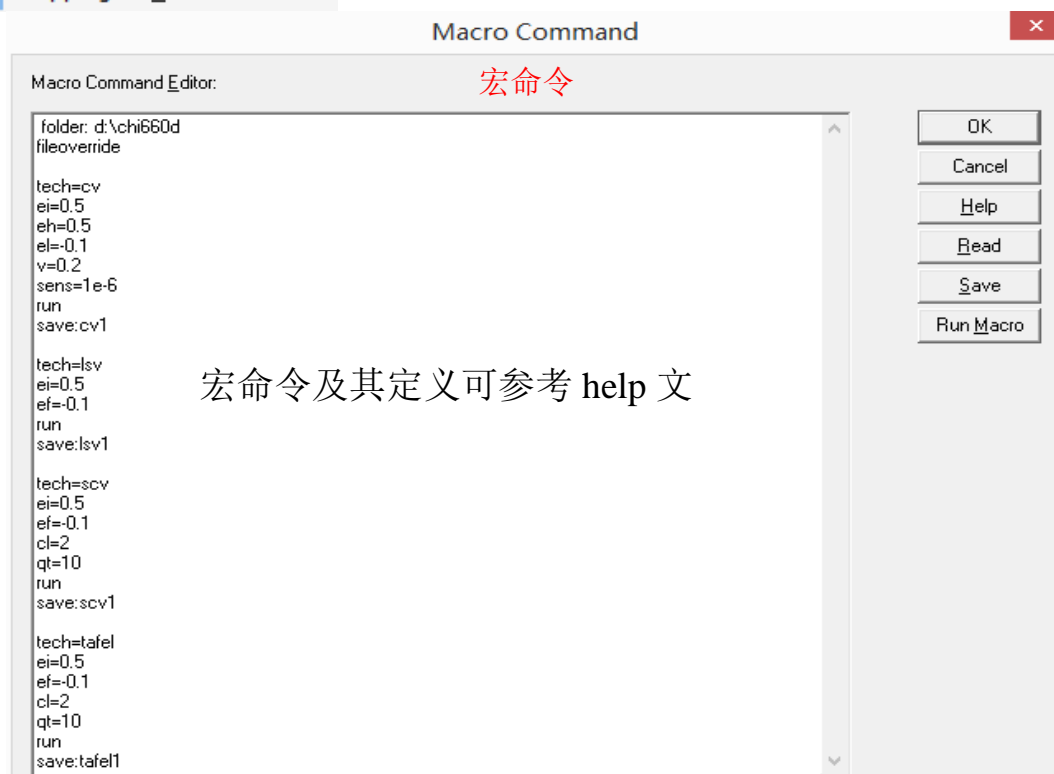 Macro Command
Macro Command Editor:
宏命令
folder: d:\chi660d
fileoverride
tech=cv
ei=0.5
eh=0.5
el=-0.1
v=0.2
sens=1e-6
run
save:cv1
tech=lsv
ei=0.5
ef=-0.1
run
save:lsv1
tech=scv
ei=0.5
ef=-0.1
cl=2
qt=10
run
save:scv1
tech=tafel
ei=0.5
ef=-0.1
cl=2
qt=10
run
save:tafel1
宏命令及其定义可参考 help 文
OK
Cancel
Help
Read
Save
Run Macro